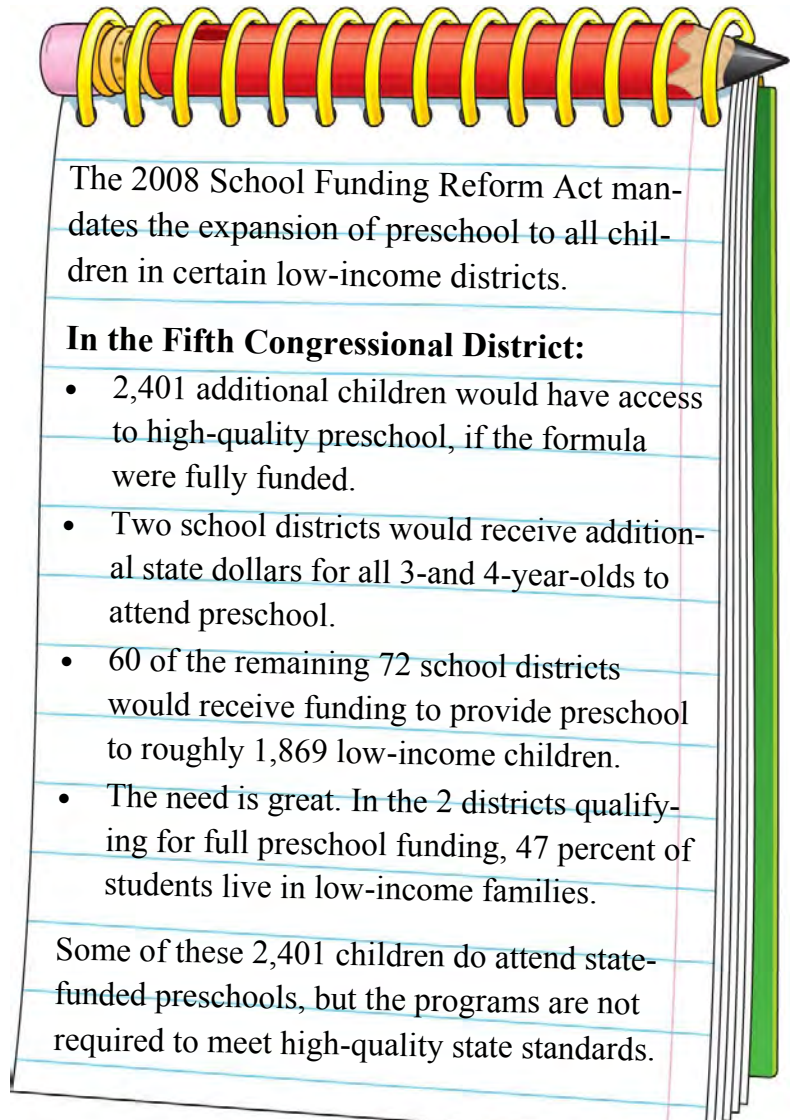 The 2008 School Funding Reform Act man-
dates the expansion of preschool to all chil-
dren in certain low-income districts.
In the Fifth Congressional District:
• 2,401 additional children would have access
to high-quality preschool, if the formula
were fully funded.
• Two school districts would receive addition-
al state dollars for all 3-and 4-year-olds to
attend preschool.
• 60 of the remaining 72 school districts
would receive funding to provide preschool
to roughly 1,869 low-income children.
• The need is great. In the 2 districts qualify-
ing for full preschool funding, 47 percent of
students live in low-income families.
Some of these 2,401 children do attend state-
funded preschools, but the programs are not
required to meet high-quality state standards.